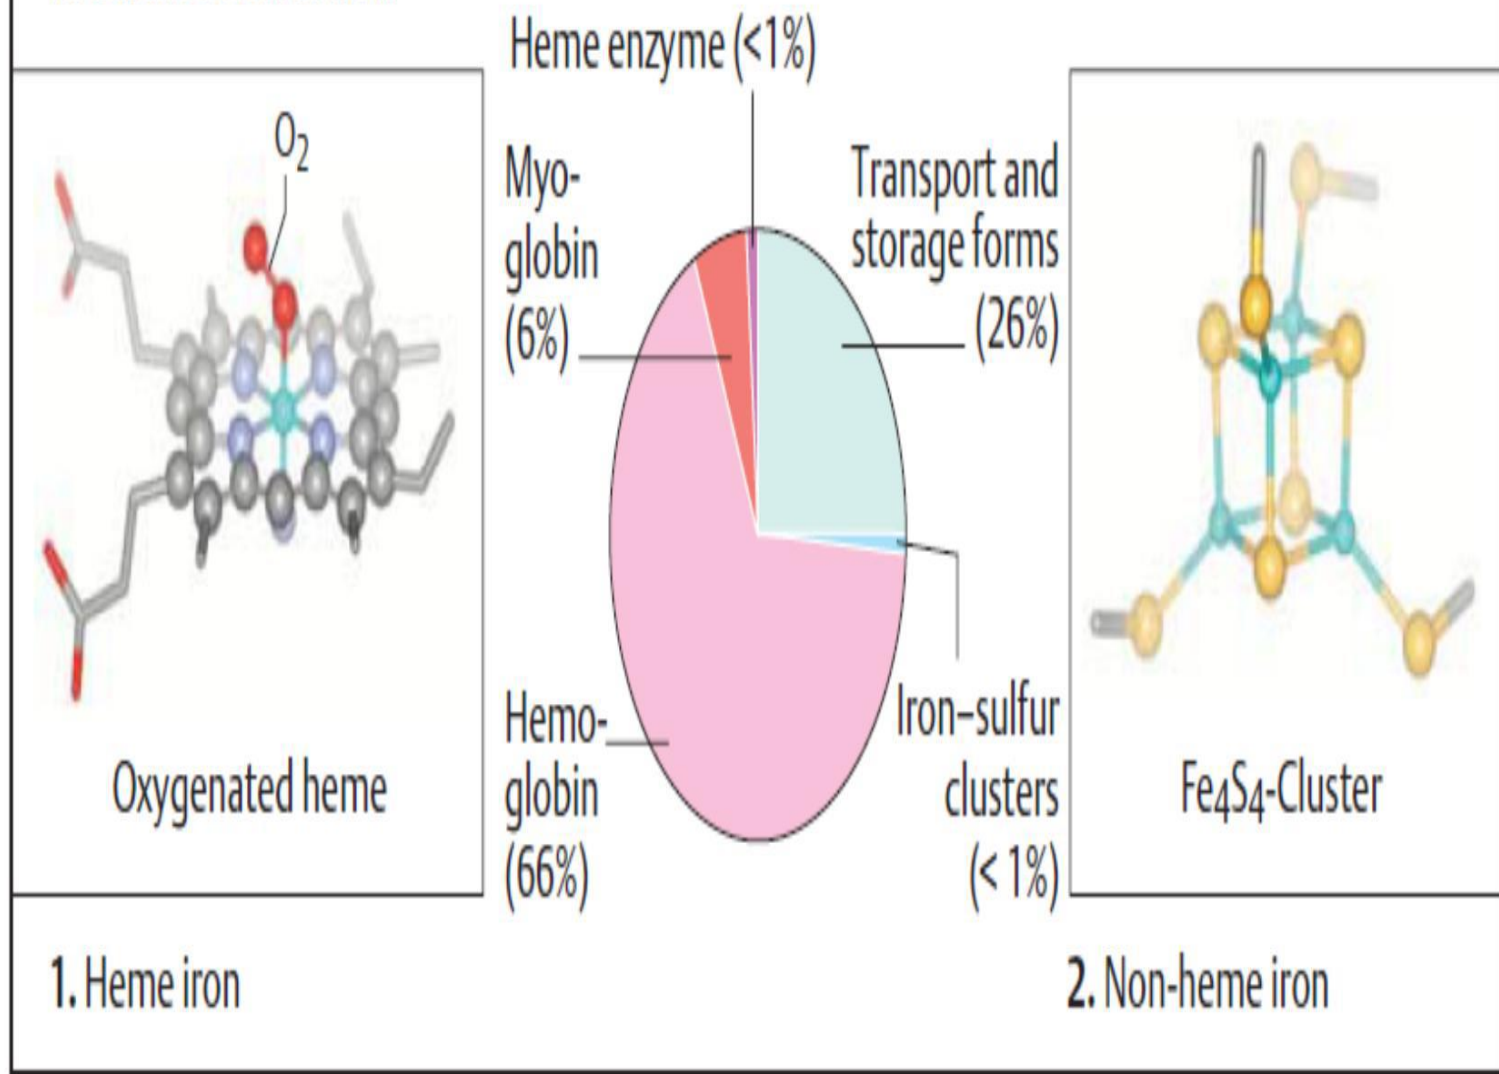 Heme enzyme (<1%)
O2
Myo-
globin
(6%)
Transport and
storage forms
(26%)
Hemo-
globin
(66%)
Iron–sulfur
clusters
(< 1%)
Oxygenated heme
Fe4S4-Cluster
1. Heme iron
2. Non-heme iron